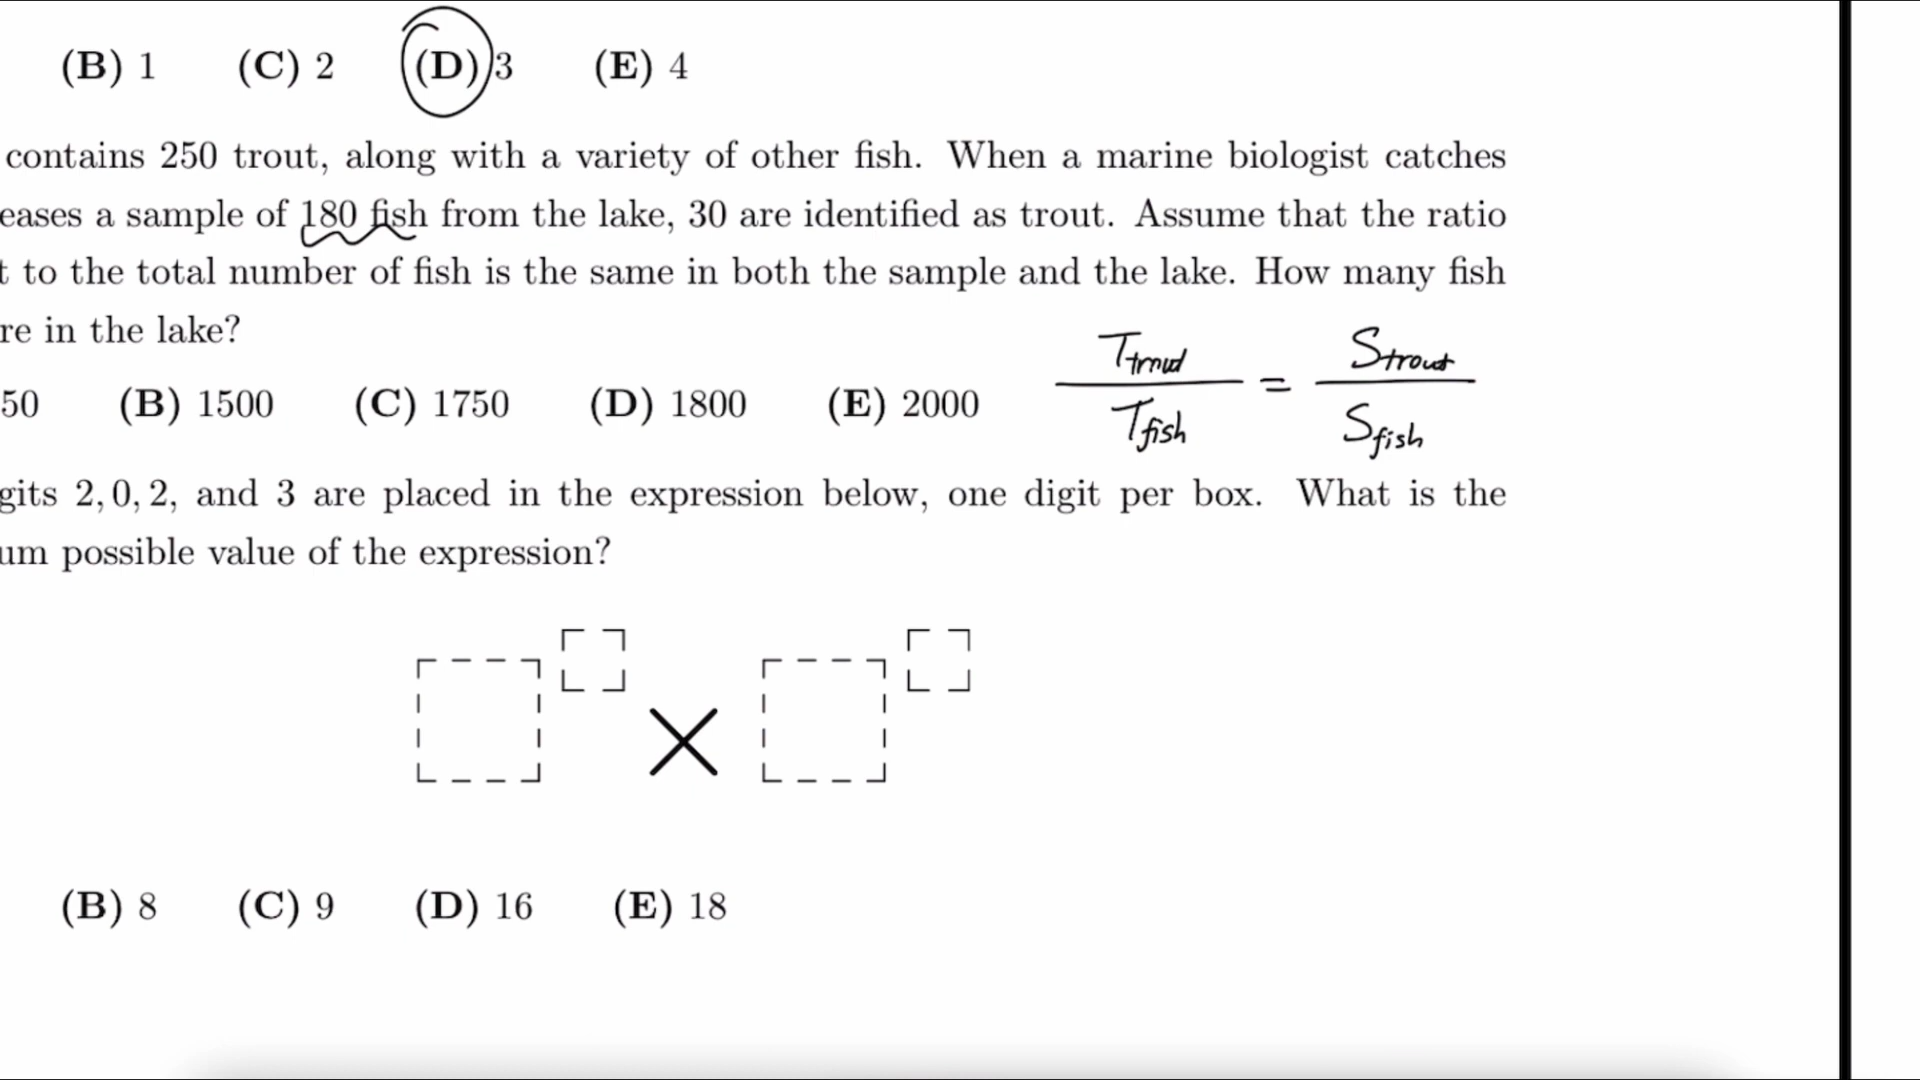 (B) 1 (C) 2 (D) 3 (E) 4
contains 250 trout, along with a variety of other fish. When a marine biologist catches
eases a sample of 180 fish from the lake, 30 are identified as trout. Assume that the ratio
t to the total number of fish is the same in both the sample and the lake. How many fish
re in the lake?
T trout / T fish = S trout / S fish
50 (B) 1500 (C) 1750 (D) 1800 (E) 2000
gits 2, 0, 2, and 3 are placed in the expression below, one digit per box. What is the
um possible value of the expression?
×
(B) 8 (C) 9 (D) 16 (E) 18